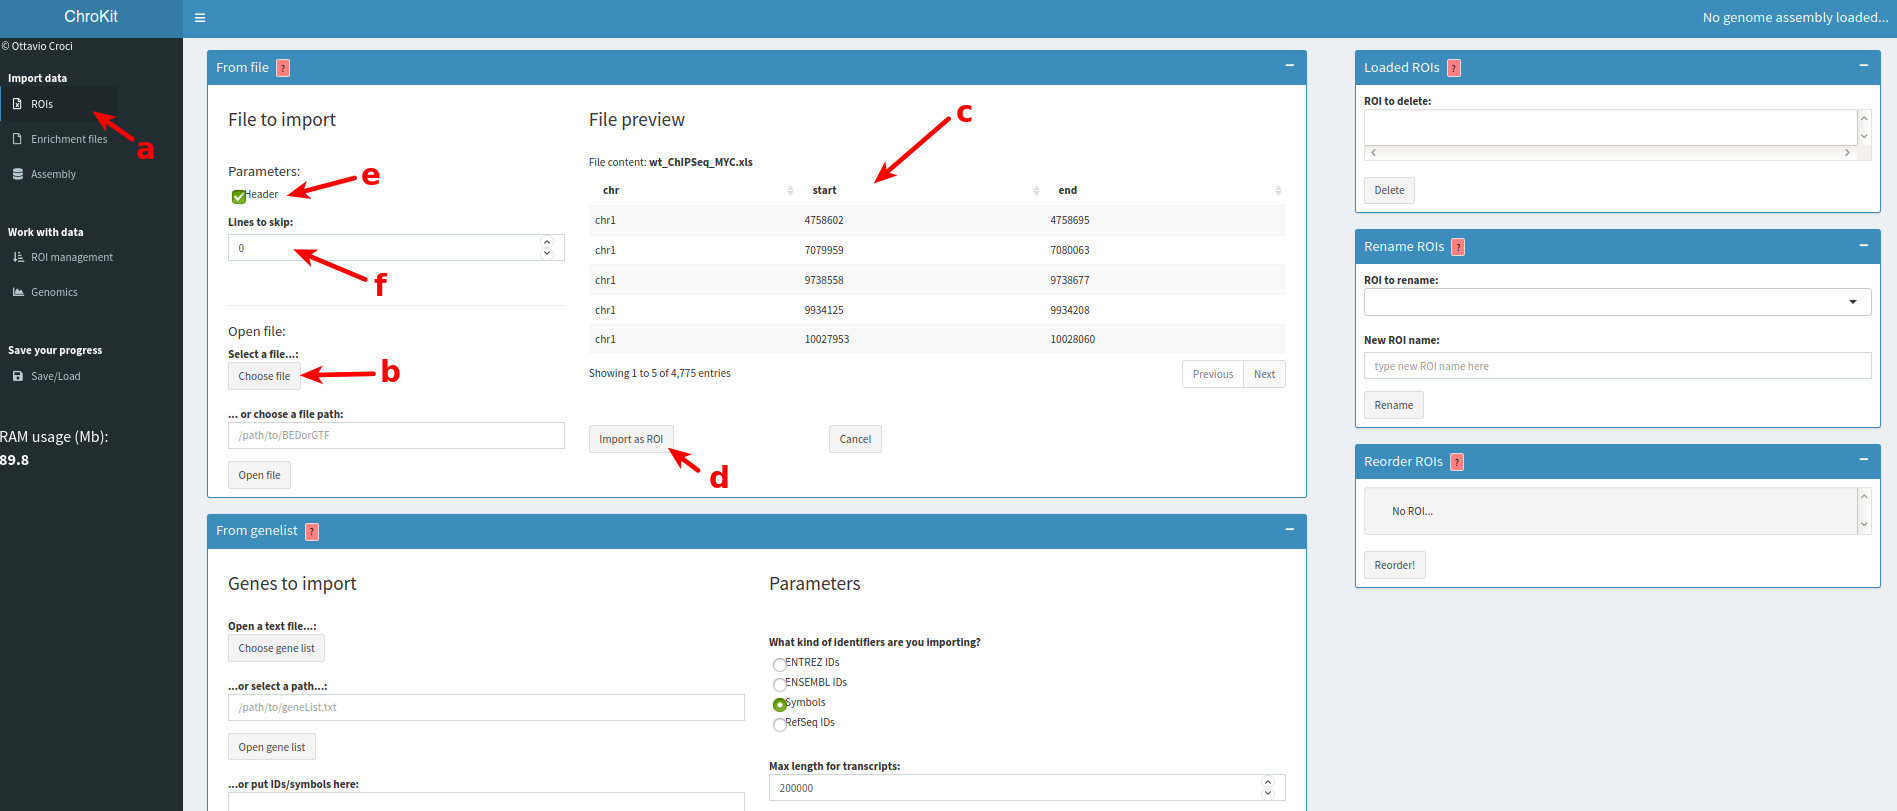 ChroKit
No genome assembly loaded...
© Ottavio Croci
Import data
ROIs
a
Enrichment files
Assembly
Work with data
ROI management
Genomics
Save your progress
Save/Load
RAM usage (Mb):
89.8
From file ?
File to import
Parameters:
Header
e
Lines to skip:
0
f
Open file:
Select a file...:
Choose file
b
... or choose a file path:
/path/to/BEDorGTF
Open file
File preview
c
File content: wt_ChIPSeq_MYC.xls
chr start end
chr1 4758602 4758695
chr1 7079959 7080063
chr1 9738558 9738677
chr1 9934125 9934208
chr1 10027953 10028060
Showing 1 to 5 of 4,775 entries
Previous Next
Import as ROI Cancel
d
From genelist ?
Genes to import
Open a text file...:
Choose gene list
...or select a path...:
/path/to/geneList.txt
Open gene list
...or put IDs/symbols here:
Parameters
What kind of identifiers are you importing?
ENTREZ IDs
ENSEMBL IDs
Symbols
RefSeq IDs
Max length for transcripts:
200000
Loaded ROIs ?
ROI to delete:
Delete
Rename ROIs ?
ROI to rename:
New ROI name:
type new ROI name here
Rename
Reorder ROIs ?
No ROI...
Reorder!